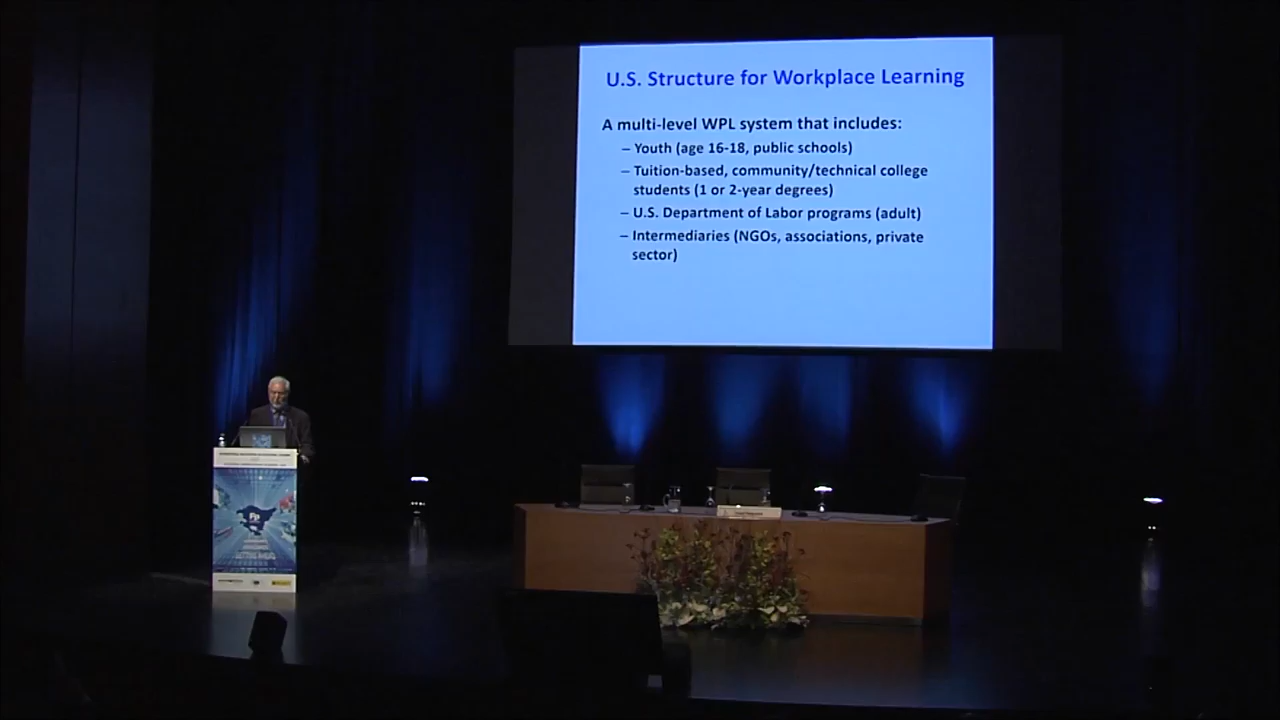 U.S. Structure for Workplace Learning
A multi-level WPL system that includes:
– Youth (age 16-18, public schools)
– Tuition-based, community/technical college
students (1 or 2-year degrees)
– U.S. Department of Labor programs (adult)
– Intermediaries (NGOs, associations, private
sector)